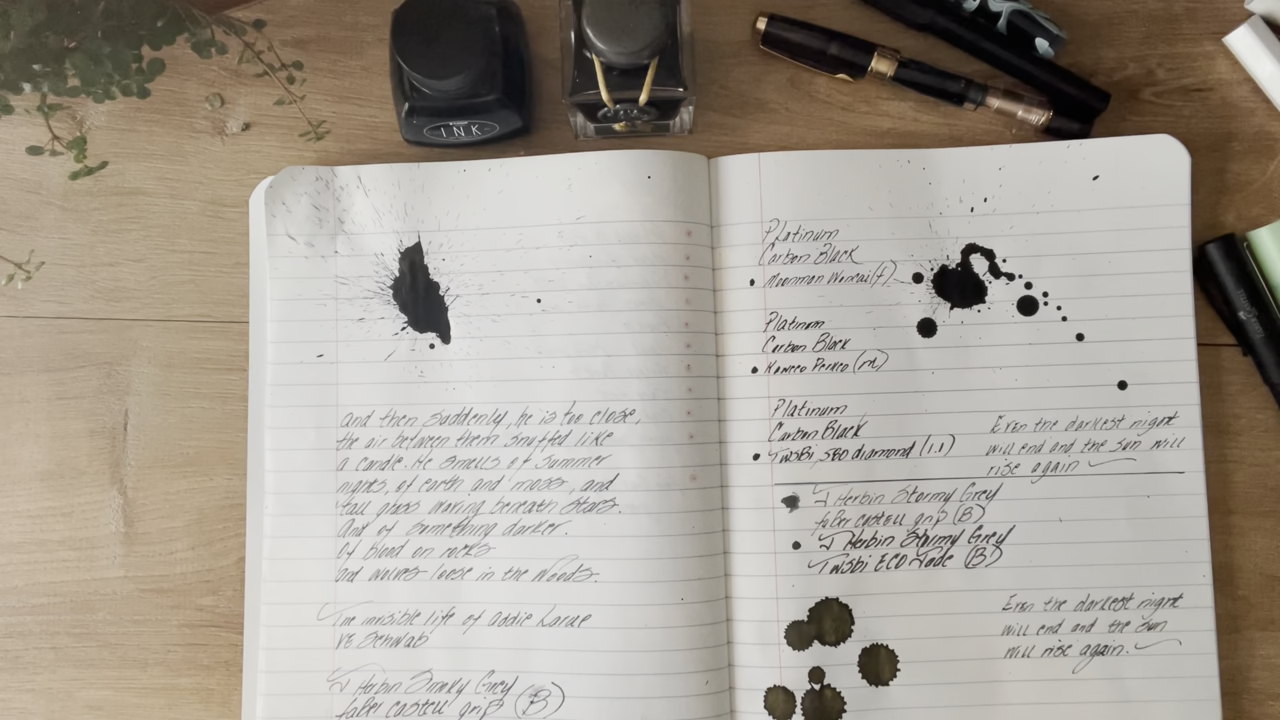 INK
and then suddenly, he is too close,
the air between them snuffed like
a candle. He smells of summer
nights, of earth and moss, and
tall grass waving beneath stars.
And of something darker.
Of blood on rocks
and wolves loose in the woods.
The invisible life of Addie Larue
VE Schwab
J Herbin Stormy Grey
faber castell grip (B)
Platinum
Carbon Black
Moonman Wancai (f)
Platinum
Carbon Black
Kaweco Perkeo (m)
Platinum
Carbon Black
TWSBI 580 diamond (1.1)
Even the darkest night
will end and the sun will
rise again
J Herbin Stormy Grey
faber castell grip (B)
J Herbin Stormy Grey
TWSBI ECO Jade (B)
Even the darkest night
will end and the sun
will rise again.